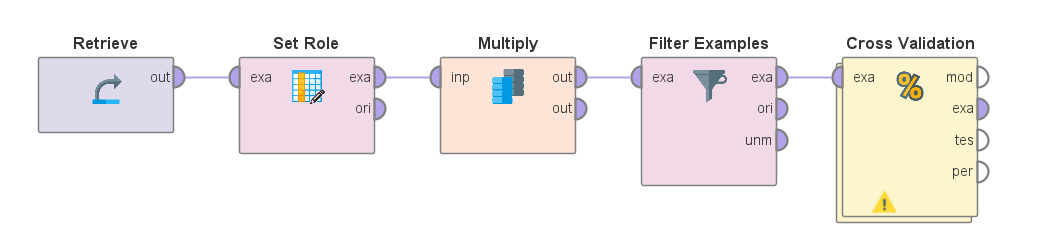 Retrieve
out
Set Role
exa
exa
ori
Multiply
inp
out
out
Filter Examples
exa
exa
ori
unm
Cross Validation
exa
mod
exa
tes
per
%
!